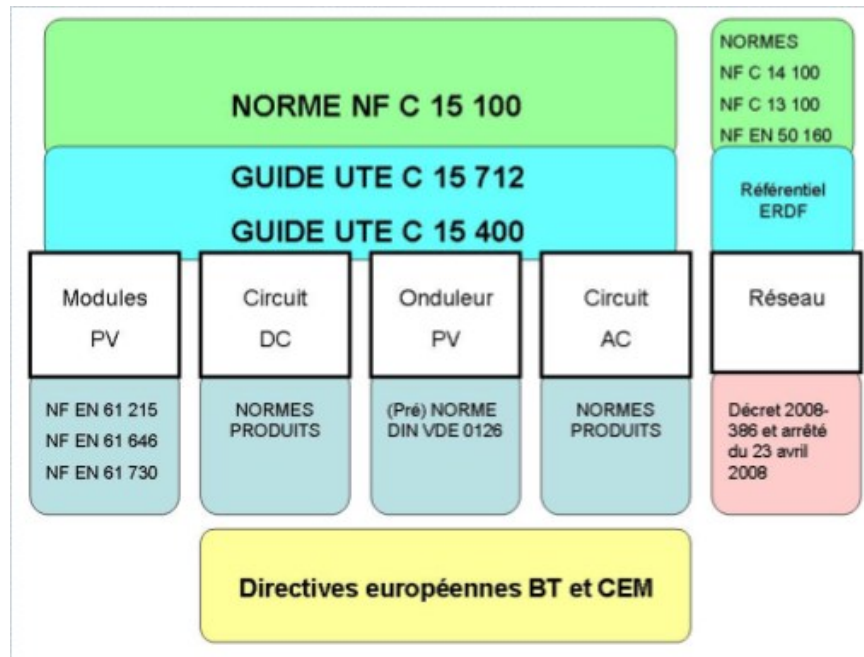 NORME NF C 15 100
NORMES
NF C 14 100
NF C 13 100
NF EN 50 160
GUIDE UTE C 15 712
GUIDE UTE C 15 400
Référentiel
ERDF
Modules
PV
Circuit
DC
Onduleur
PV
Circuit
AC
Réseau
NF EN 61 215
NF EN 61 646
NF EN 61 730
NORMES
PRODUITS
(Pré) NORME
DIN VDE 0126
NORMES
PRODUITS
Décret 2008-
386 et arrêté
du 23 avril
2008
Directives européennes BT et CEM